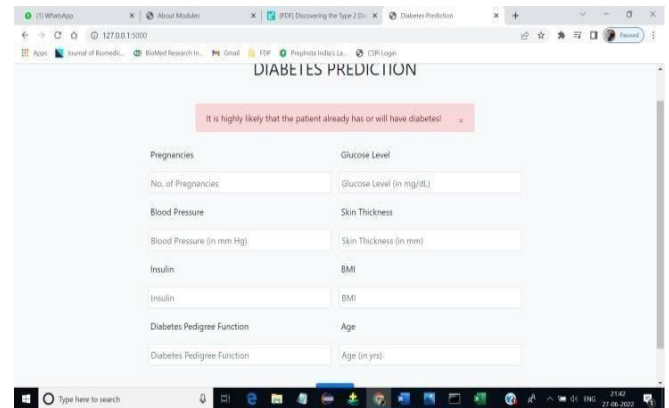 (1) WhatsApp
About Modules
(PDF) Discovering the Type 2 Di
Diabetes Prediction
127.0.0.1:5000
Paused
Apps
Journal of Biomedic...
BioMed Research In...
Gmail
FDP
Preprints India's La...
CSIR Login
DIABETES PREDICTION
It is highly likely that the patient already has or will have diabetes!
x
Pregnancies
Glucose Level
No. of Pregnancies
Glucose Level (in mg/dL)
Blood Pressure
Skin Thickness
Blood Pressure (in mm Hg)
Skin Thickness (in mm)
Insulin
BMI
Insulin
BMI
Diabetes Pedigree Function
Age
Diabetes Pedigree Function
Age (in yrs)
Type here to search
ENG
21:42
27-06-2022